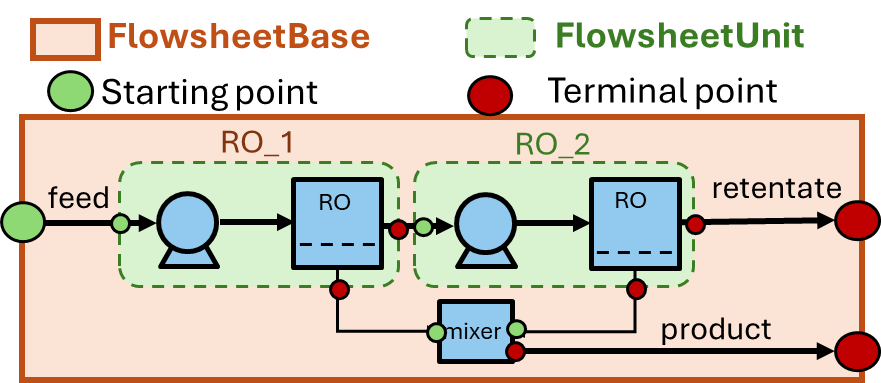 FlowsheetBase
FlowsheetUnit
Starting point
Terminal point
RO_1
RO_2
feed
RO
RO
retentate
mixer
product